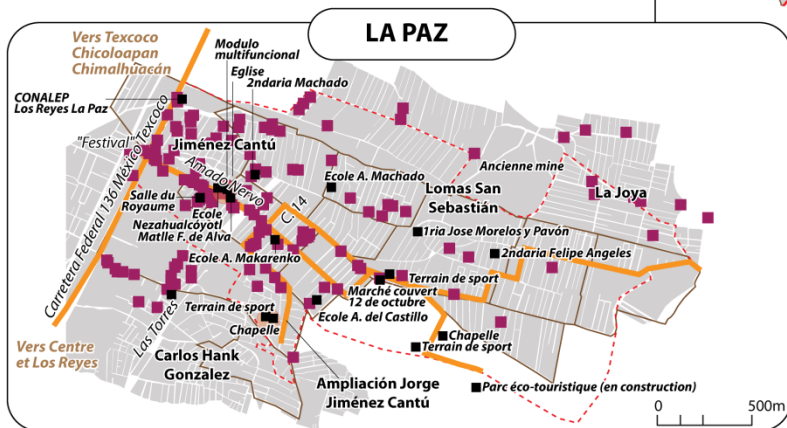 LA PAZ
Vers Texcoco
Chicoloapan
Chimalhuacán
Modulo
multifuncional
Eglise
2ndaria Machado
CONALEP
Los Reyes La Paz
"Festival"
Jiménez Cantú
Carretera Federal 136 México Texcoco
Amado Nervo
Ecole A. Machado
Ancienne mine
Lomas San
Sebastián
La Joya
Salle du
Royaume
Ecole
Nezahualcóyotl
Matlle F. de Alva
C. 14
1ria Jose Morelos y Pavón
2ndaria Felipe Angeles
Ecole A. Makarenko
Terrain de sport
Marché couvert
12 de octubre
Ecole A. del Castillo
Terrain de sport
Chapelle
Las Torres
Chapelle
Terrain de sport
Vers Centre
et Los Reyes
Carlos Hank
Gonzalez
Ampliación Jorge
Jiménez Cantú
Parc éco-touristique (en construction)
0 500m